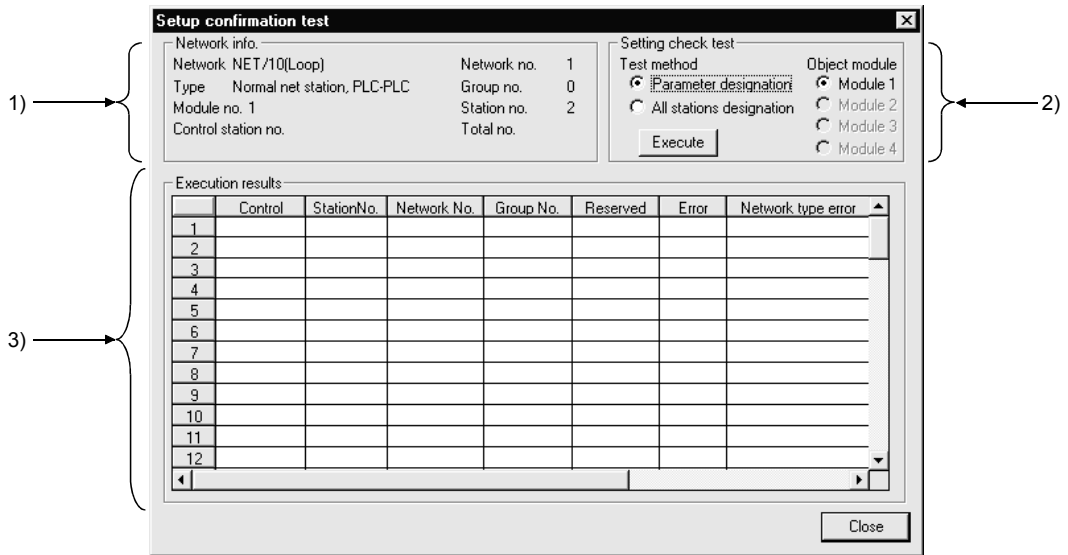 Setup confirmation test
1)
Network info.
Network NET/10(Loop) Network no. 1
Type Normal net station, PLC-PLC Group no. 0
Module no. 1 Station no. 2
Control station no. Total no.
Setting check test
Test method Object module
Parameter designation Module 1
All stations designation Module 2
Module 3
Execute Module 4
2)
3)
Execution results
Control StationNo. Network No. Group No. Reserved Error Network type error
1
2
3
4
5
6
7
8
9
10
11
12
Close